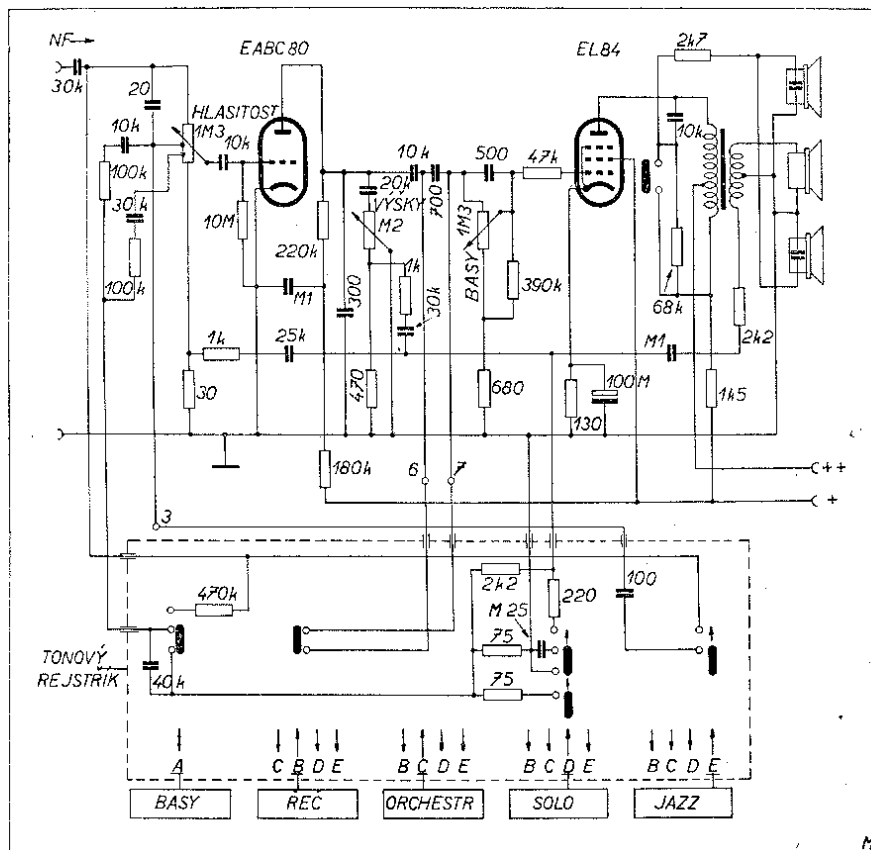 NF→
EABC80
EL84
2k7
30k
20
HLASITOST
1M3
10k
10k
10k
500
47k
10k
100k
20k
700
VÝŠKY
M2
1M3
30k
10M
220k
1k
BASY
390k
100k
M1
300
30k
68k
1k
25k
M1
2k2
30
470
680
100M
130
1k5
180k
6
7
++
+
3
470k
2k2
220
100
M25
75
TONOVÝ
REJSTŘÍK
40k
75
A
C B D E
B C D E
B C D E
B C D E
BASY
REC
ORCHESTR
SOLO
JAZZ
M